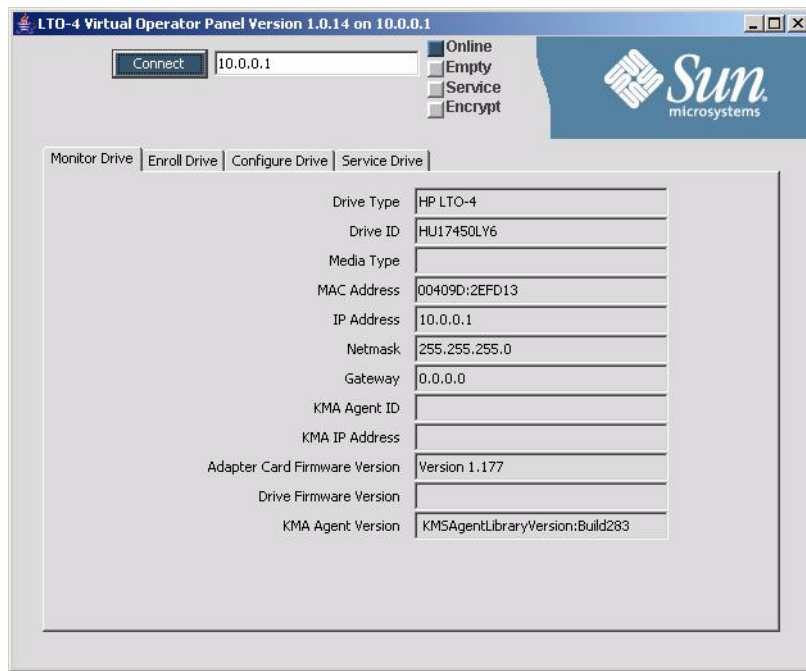 LTO-4 Virtual Operator Panel Version 1.0.14 on 10.0.0.1
Connect 10.0.0.1
Online
Empty
Service
Encrypt
Sun
microsystems
Monitor Drive Enroll Drive Configure Drive Service Drive
Drive Type HP LTO-4
Drive ID HU17450LY6
Media Type
MAC Address 00409D:2EFD13
IP Address 10.0.0.1
Netmask 255.255.255.0
Gateway 0.0.0.0
KMA Agent ID
KMA IP Address
Adapter Card Firmware Version Version 1.177
Drive Firmware Version
KMA Agent Version KMSAgentLibraryVersion:Build283